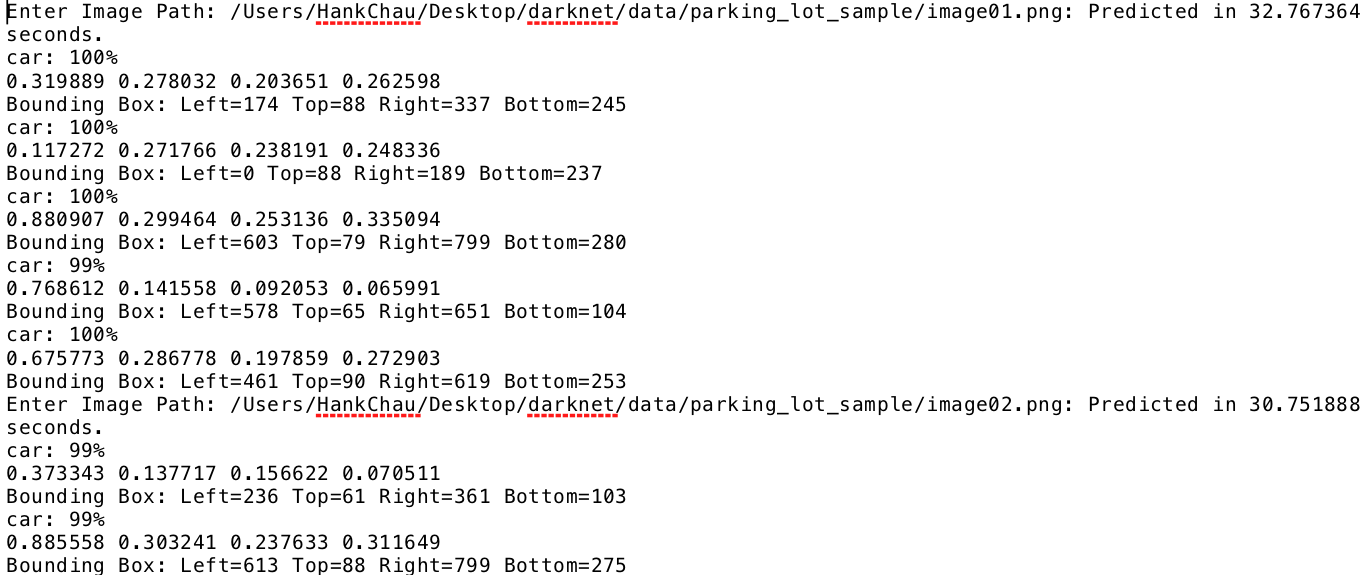 Enter Image Path: /Users/HankChau/Desktop/darknet/data/parking_lot_sample/image01.png: Predicted in 32.767364
seconds.
car: 100%
0.319889 0.278032 0.203651 0.262598
Bounding Box: Left=174 Top=88 Right=337 Bottom=245
car: 100%
0.117272 0.271766 0.238191 0.248336
Bounding Box: Left=0 Top=88 Right=189 Bottom=237
car: 100%
0.880907 0.299464 0.253136 0.335094
Bounding Box: Left=603 Top=79 Right=799 Bottom=280
car: 99%
0.768612 0.141558 0.092053 0.065991
Bounding Box: Left=578 Top=65 Right=651 Bottom=104
car: 100%
0.675773 0.286778 0.197859 0.272903
Bounding Box: Left=461 Top=90 Right=619 Bottom=253
Enter Image Path: /Users/HankChau/Desktop/darknet/data/parking_lot_sample/image02.png: Predicted in 30.751888
seconds.
car: 99%
0.373343 0.137717 0.156622 0.070511
Bounding Box: Left=236 Top=61 Right=361 Bottom=103
car: 99%
0.885558 0.303241 0.237633 0.311649
Bounding Box: Left=613 Top=88 Right=799 Bottom=275